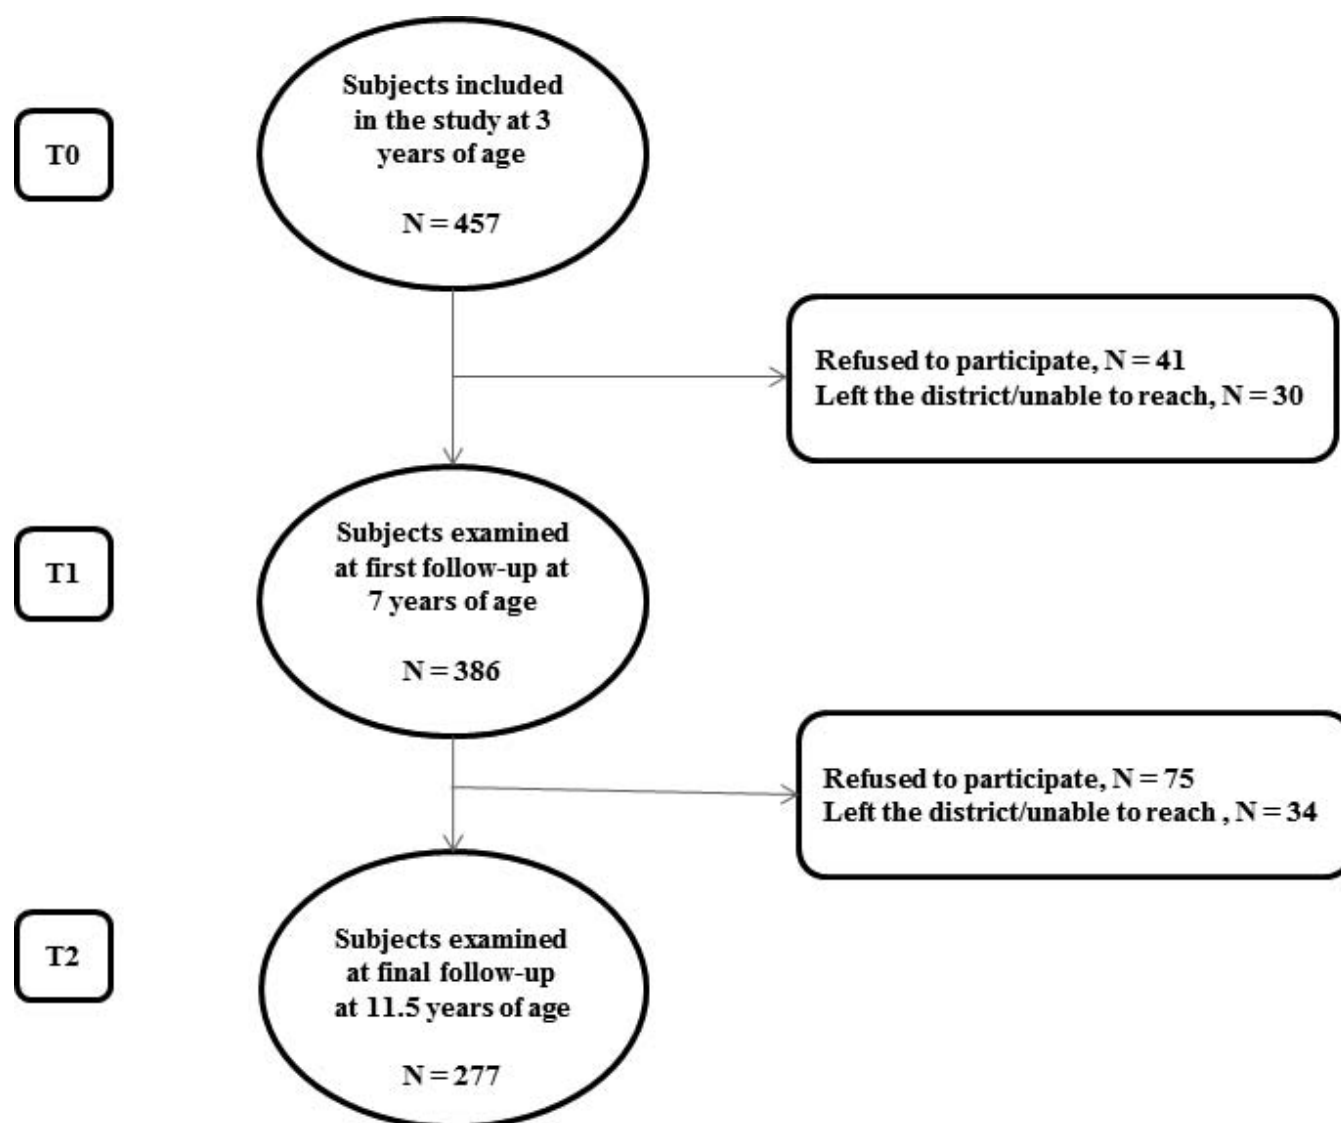 T0
Subjects included
in the study at 3
years of age
N = 457
Refused to participate, N = 41
Left the district/unable to reach, N = 30
T1
Subjects examined
at first follow-up at
7 years of age
N = 386
Refused to participate, N = 75
Left the district/unable to reach , N = 34
T2
Subjects examined
at final follow-up
at 11.5 years of age
N = 277